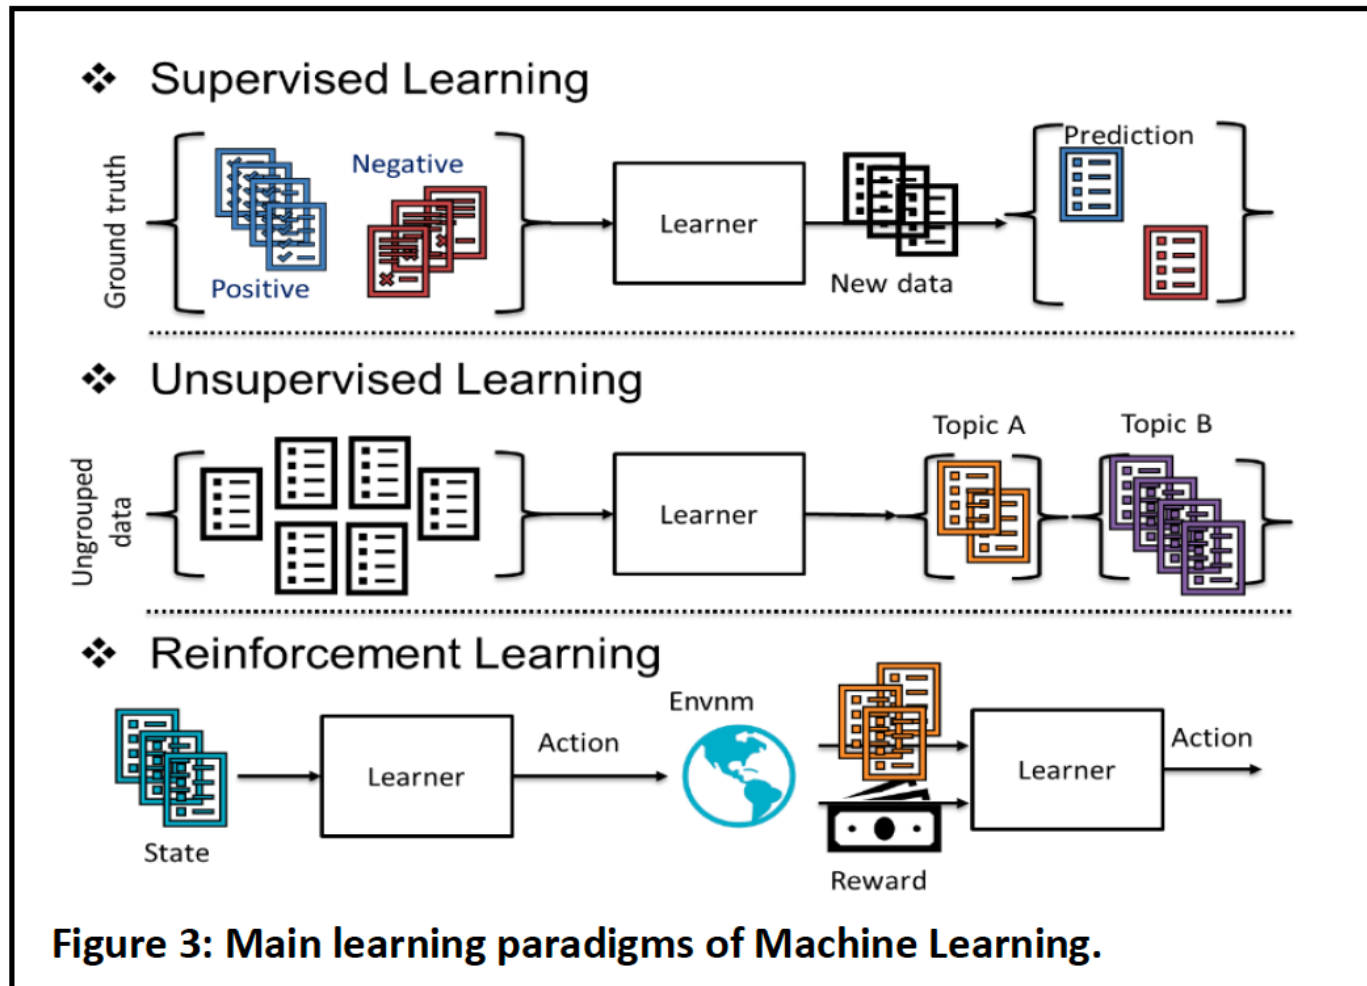 ❖ Supervised Learning
Ground truth
Positive
Negative
Learner
New data
Prediction
❖ Unsupervised Learning
Ungrouped
data
Learner
Topic A
Topic B
❖ Reinforcement Learning
State
Learner
Action
Envnm
Reward
Learner
Action
Figure 3: Main learning paradigms of Machine Learning.